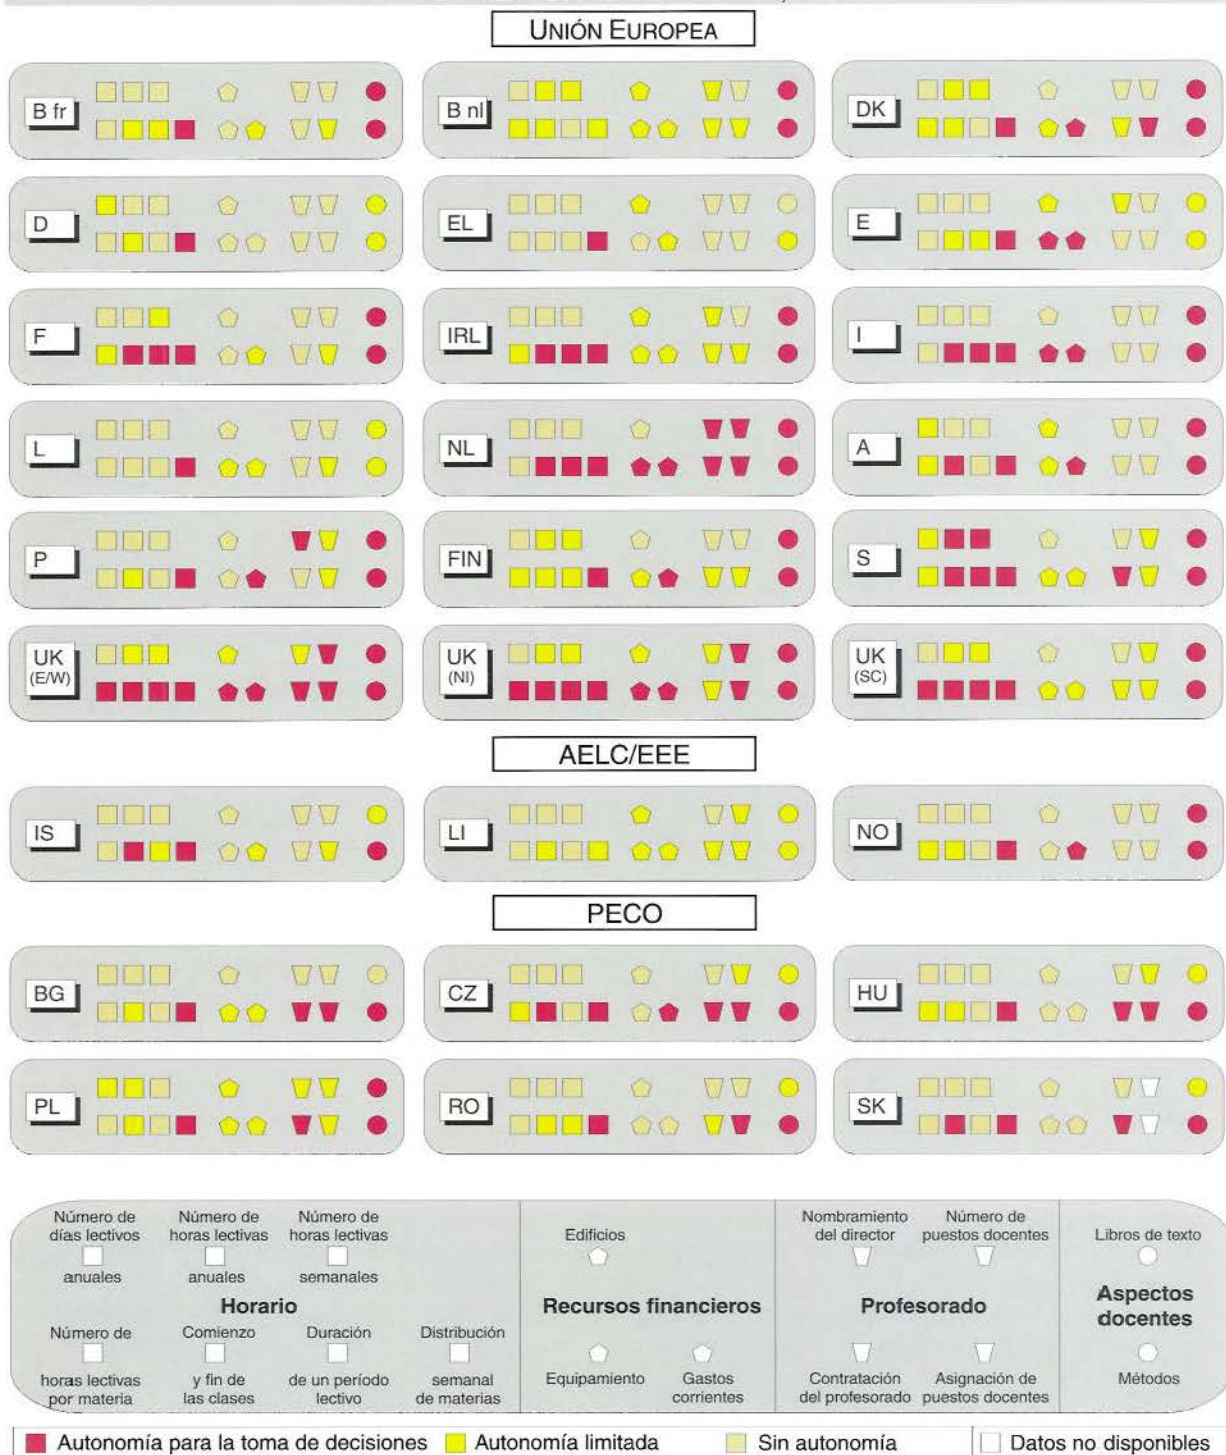 UNIÓN EUROPEA
B fr
B nl
DK
D
EL
E
F
IRL
I
L
NL
A
P
FIN
S
UK
(E/W)
UK
(NI)
UK
(SC)
AELC/EEE
IS
LI
NO
PECO
BG
CZ
HU
PL
RO
SK
Número de
días lectivos
anuales
Número de
horas lectivas
anuales
Número de
horas lectivas
semanales
Horario
Número de
horas lectivas
por materia
Comienzo
y fin de
las clases
Duración
de un período
lectivo
Distribución
semanal
de materias
Edificios
Recursos financieros
Equipamiento
Gastos
corrientes
Nombramiento
del director
Número de
puestos docentes
Profesorado
Contratación
del profesorado
Asignación de
puestos docentes
Libros de texto
Aspectos
docentes
Métodos
Autonomía para la toma de decisiones
Autonomía limitada
Sin autonomía
Datos no disponibles